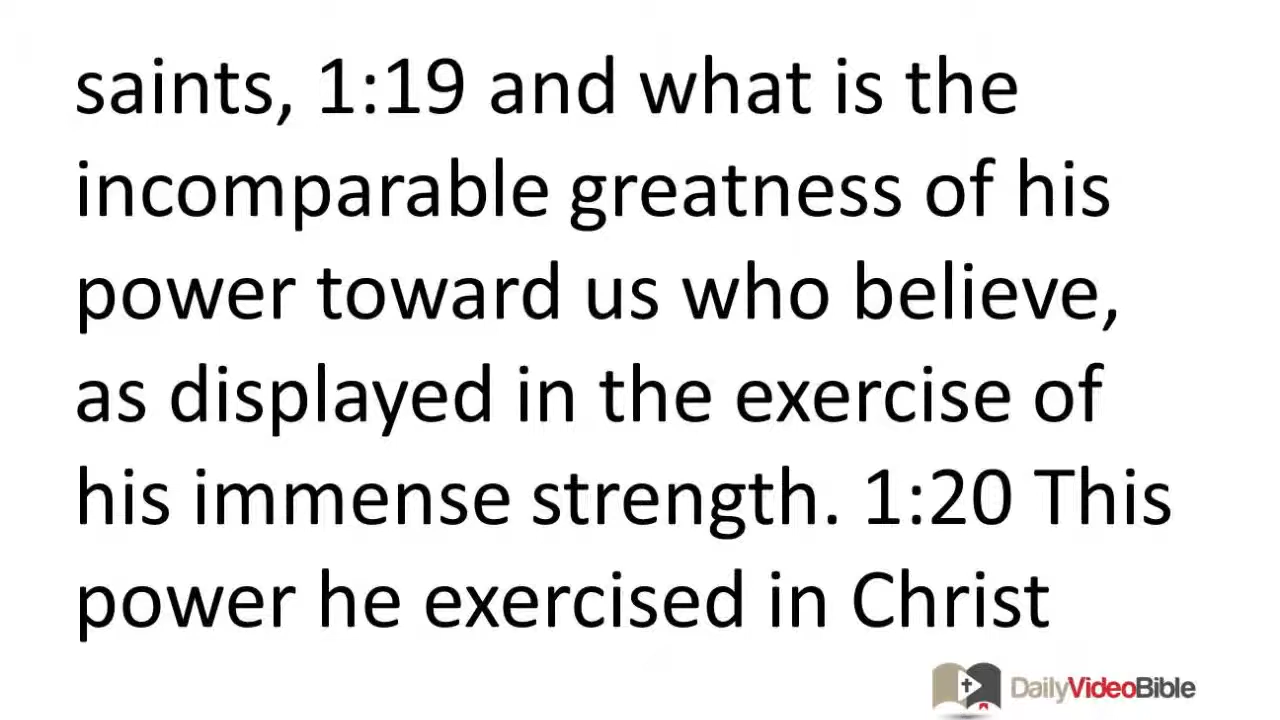 saints, 1:19 and what is the
incomparable greatness of his
power toward us who believe,
as displayed in the exercise of
his immense strength. 1:20 This
power he exercised in Christ
DailyVideoBible